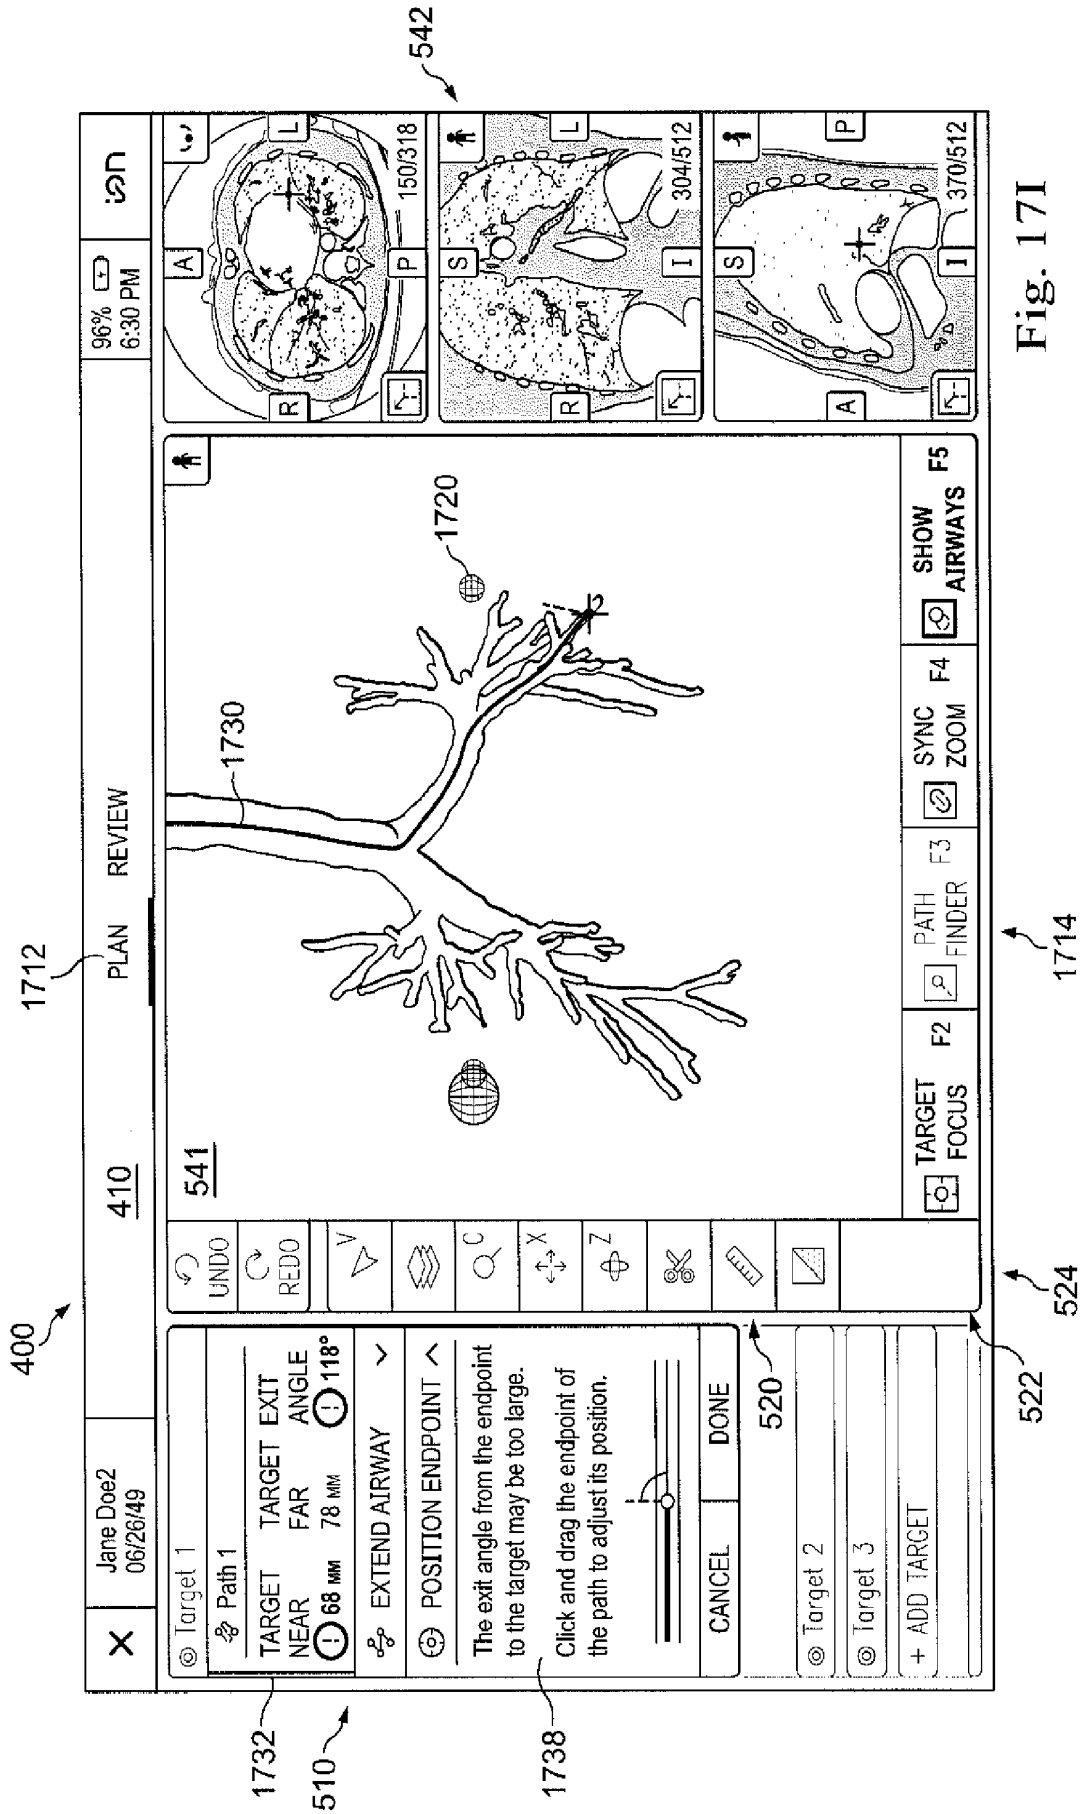 400
1712
X
Jane Doe2
06/26/49
410
PLAN
REVIEW
96%
6:30 PM
1732
510
1738
Target 1
Path 1
TARGET NEAR
TARGET FAR
EXIT ANGLE
! 68 MM
78 MM
! 118°
EXTEND AIRWAY
POSITION ENDPOINT
The exit angle from the endpoint
to the target may be too large.
Click and drag the endpoint of
the path to adjust its position.
CANCEL
DONE
Target 2
Target 3
+ ADD TARGET
520
522
524
UNDO
REDO
V
C
X
Z
541
1730
1720
TARGET FOCUS
F2
PATH FINDER
F3
SYNC ZOOM
F4
SHOW AIRWAYS
F5
1714
542
A
R
L
P
150/318
S
R
L
I
304/512
S
A
P
I
370/512
Fig. 17I